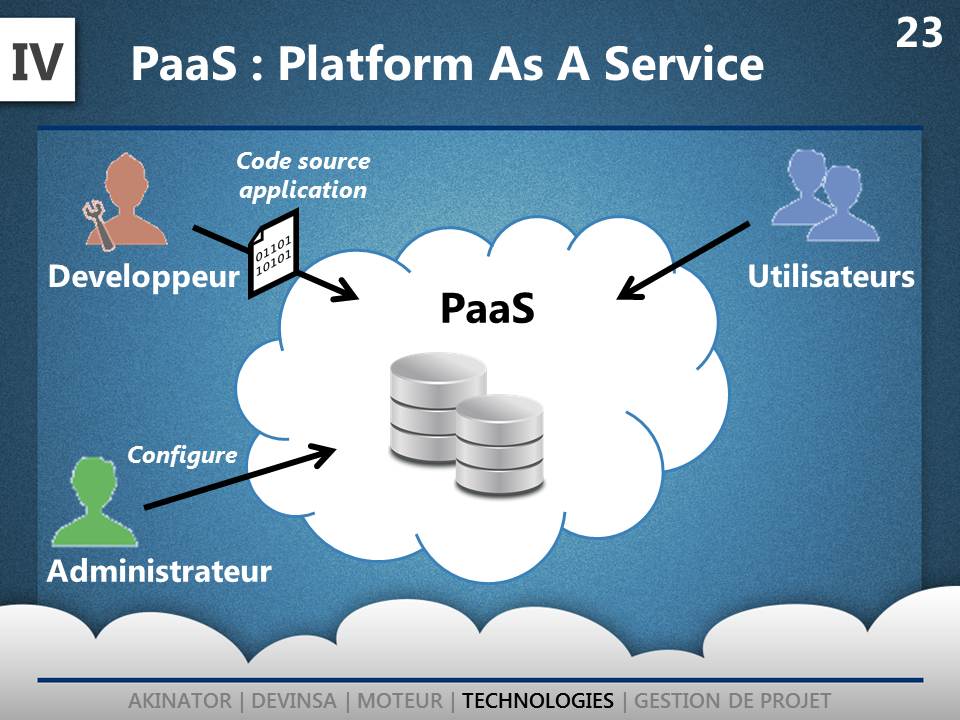 IV
PaaS : Platform As A Service
23
Code source
application
01101
10101
Developpeur
Utilisateurs
PaaS
Configure
Administrateur
AKINATOR | DEVINSA | MOTEUR | TECHNOLOGIES | GESTION DE PROJET